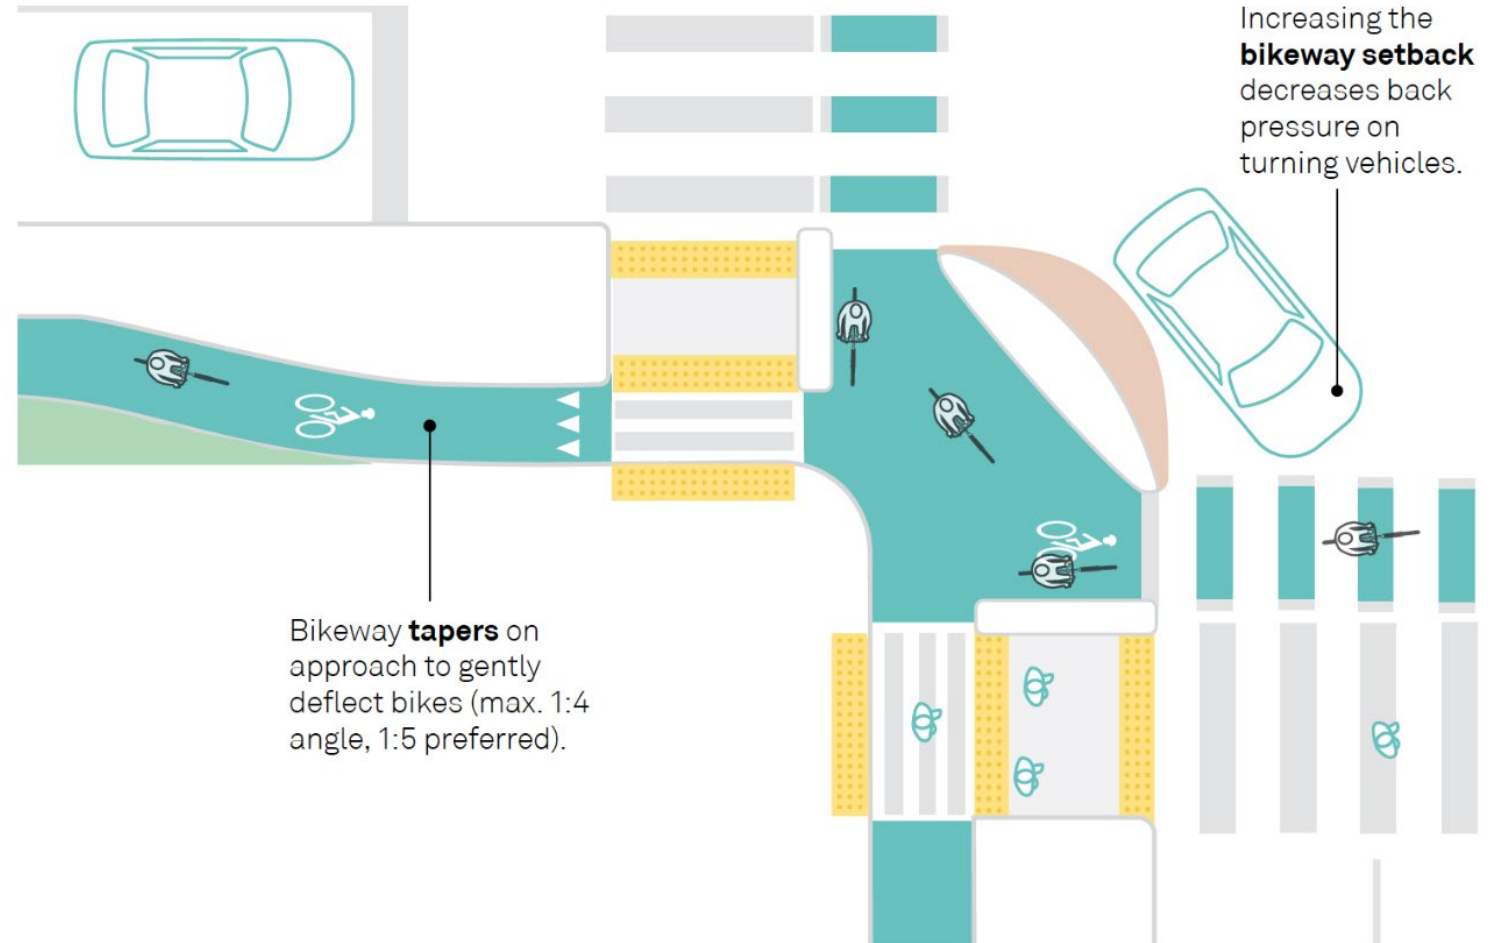 Increasing the
bikeway setback
decreases back
pressure on
turning vehicles.
Bikeway tapers on
approach to gently
deflect bikes (max. 1:4
angle, 1:5 preferred).